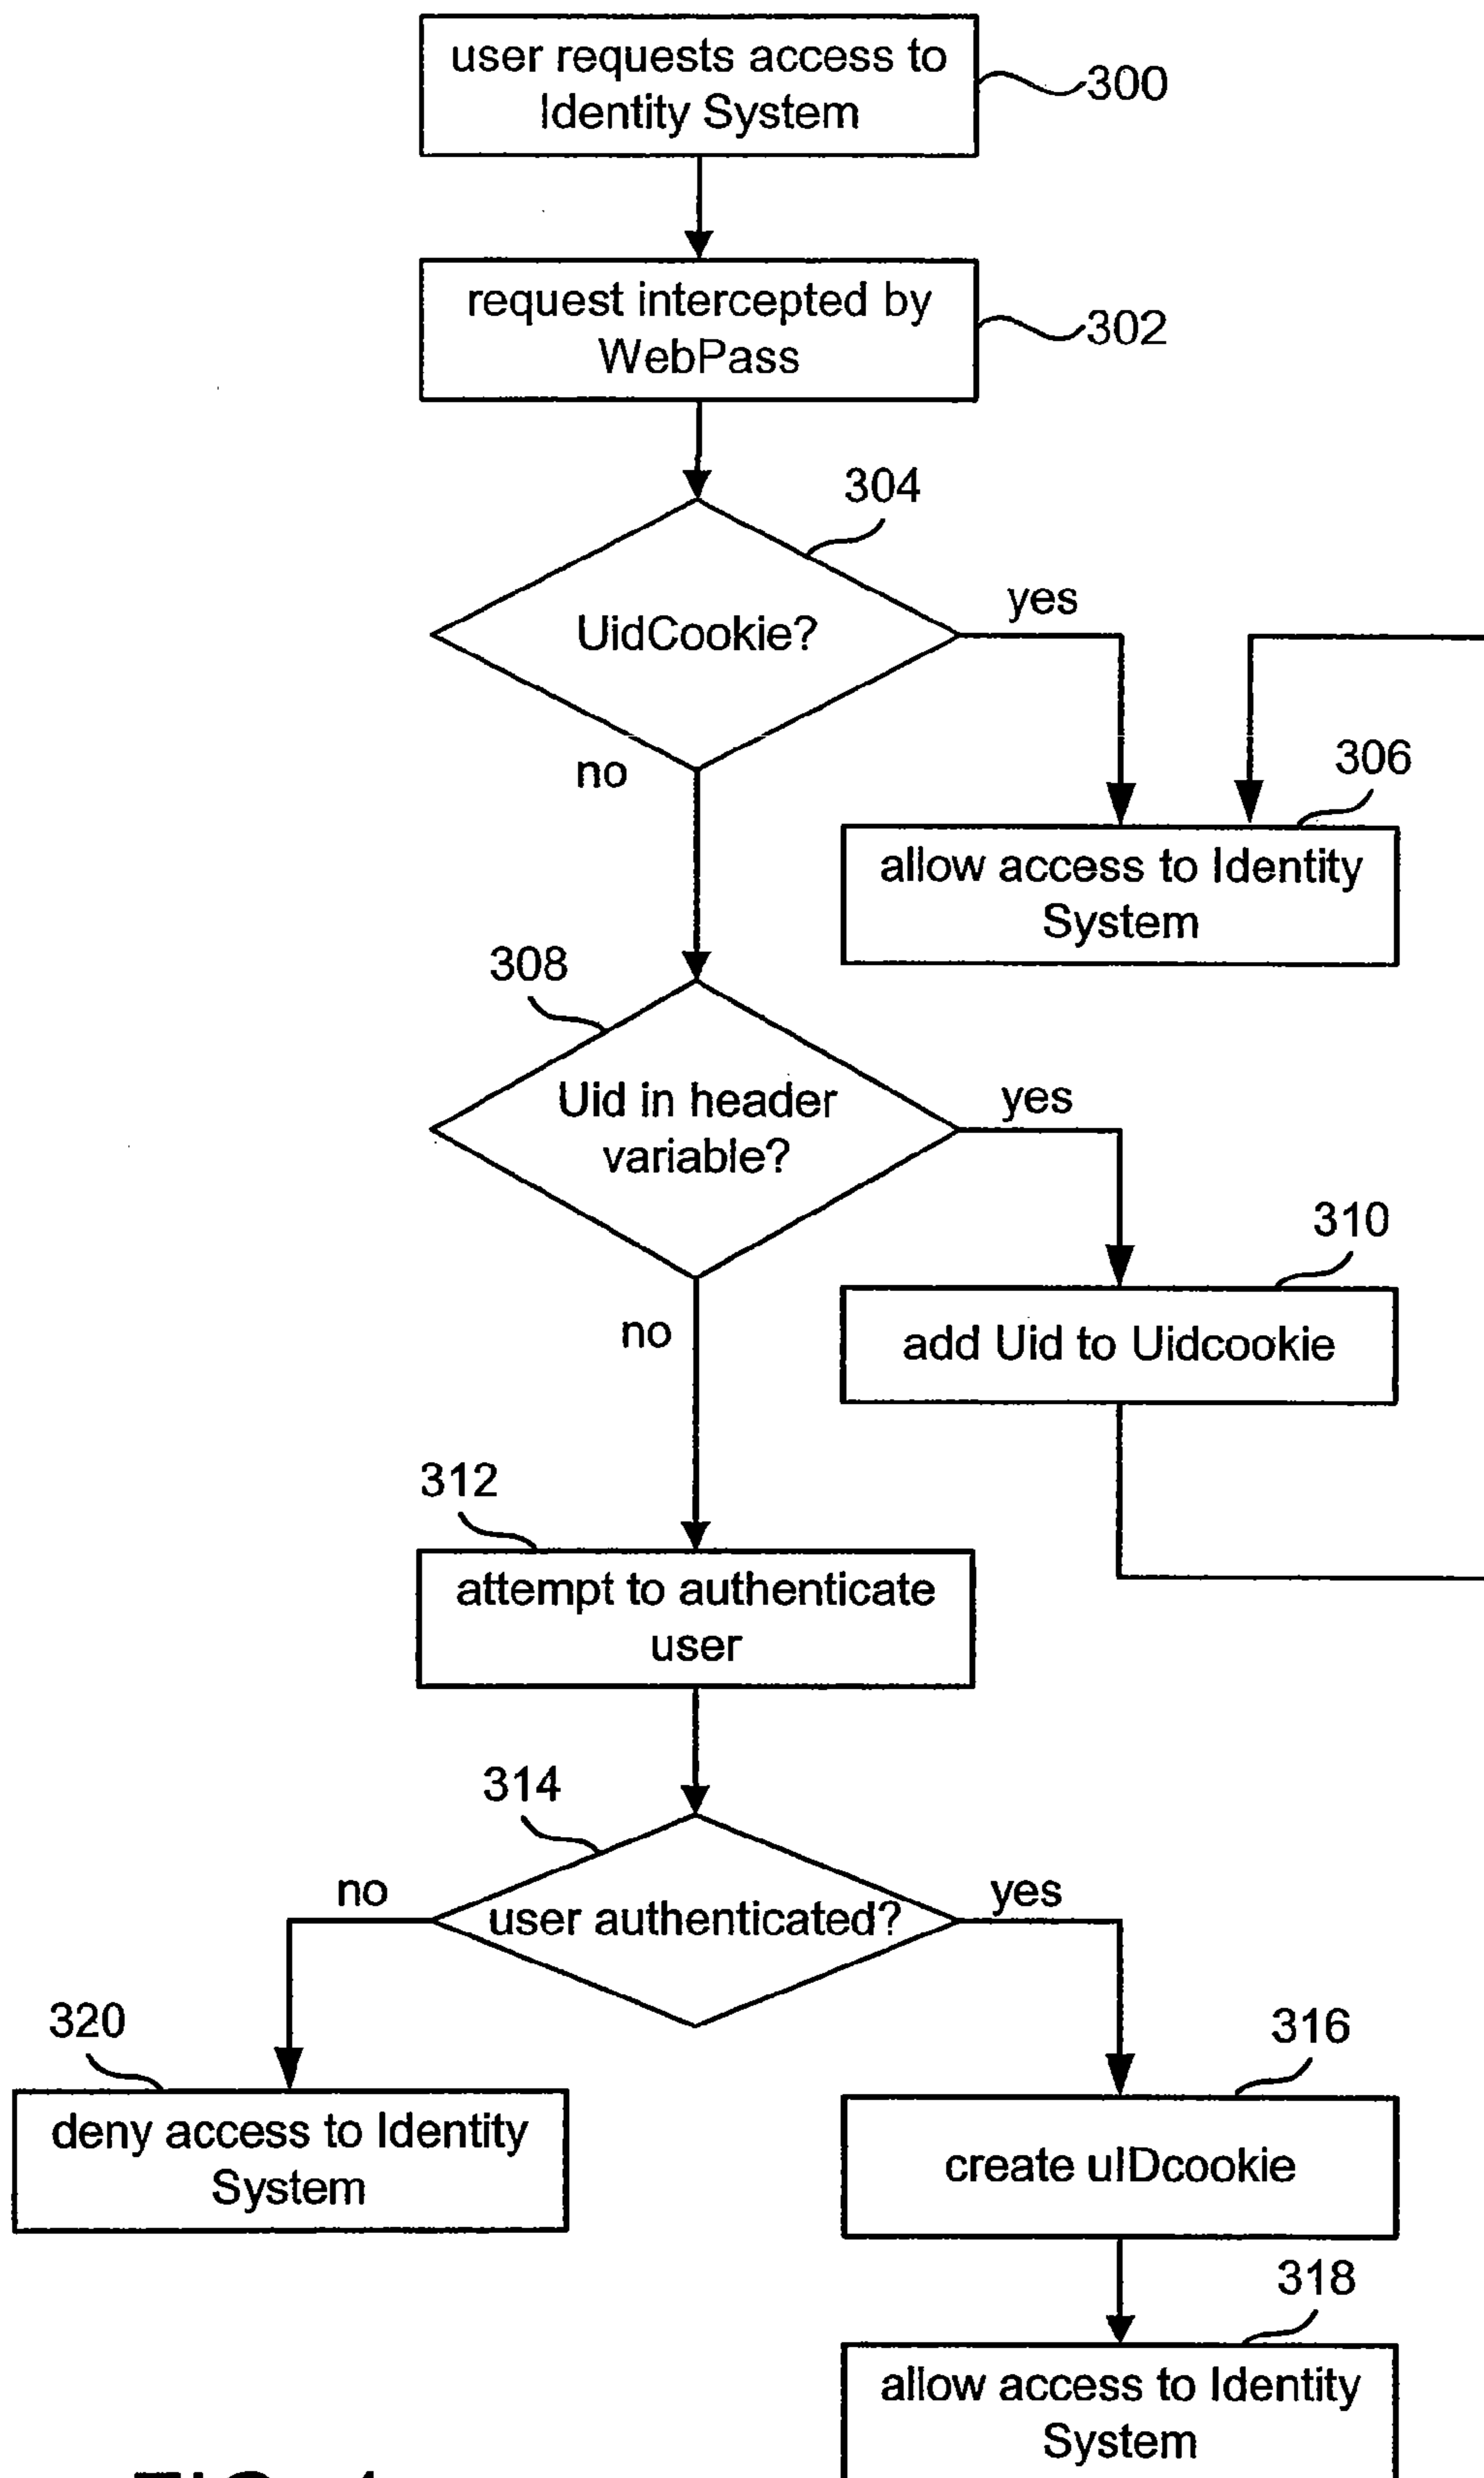 user requests access to
Identity System
300
request intercepted by
WebPass
302
304
UidCookie?
yes
no
306
allow access to Identity
System
308
Uid in header
variable?
yes
no
310
add Uid to Uidcookie
312
attempt to authenticate
user
314
user authenticated?
no
yes
320
deny access to Identity
System
316
create uIDcookie
318
allow access to Identity
System